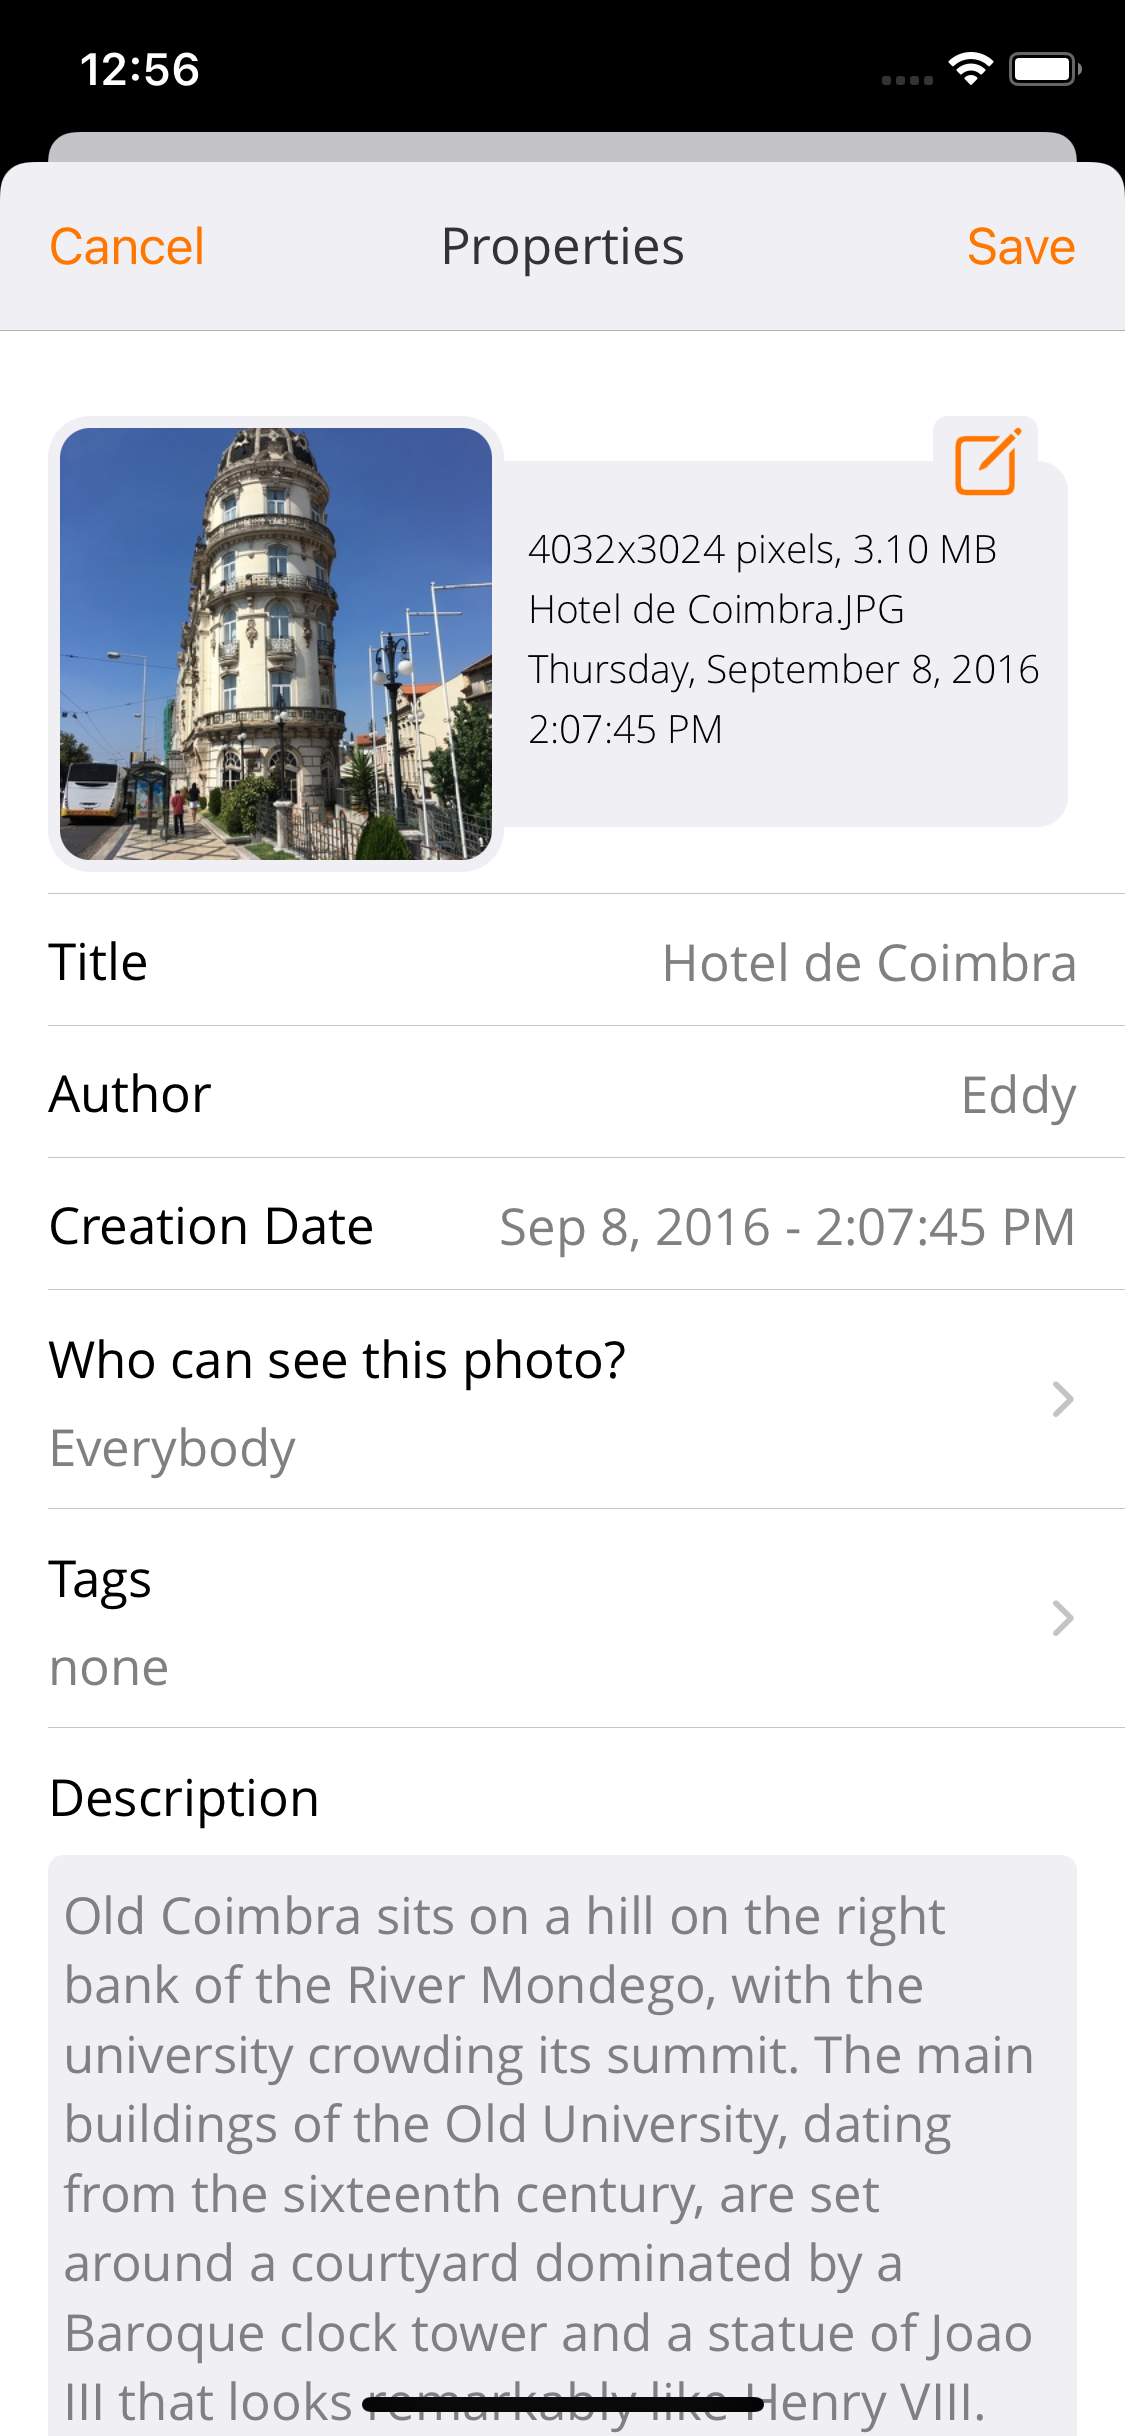 12:56
Cancel
Properties
Save
4032x3024 pixels, 3.10 MB
Hotel de Coimbra.JPG
Thursday, September 8, 2016
2:07:45 PM
Title
Hotel de Coimbra
Author
Eddy
Creation Date
Sep 8, 2016 - 2:07:45 PM
Who can see this photo?
Everybody
Tags
none
Description
Old Coimbra sits on a hill on the right
bank of the River Mondego, with the
university crowding its summit. The main
buildings of the Old University, dating
from the sixteenth century, are set
around a courtyard dominated by a
Baroque clock tower and a statue of Joao
III that looks remarkably like Henry VIII.